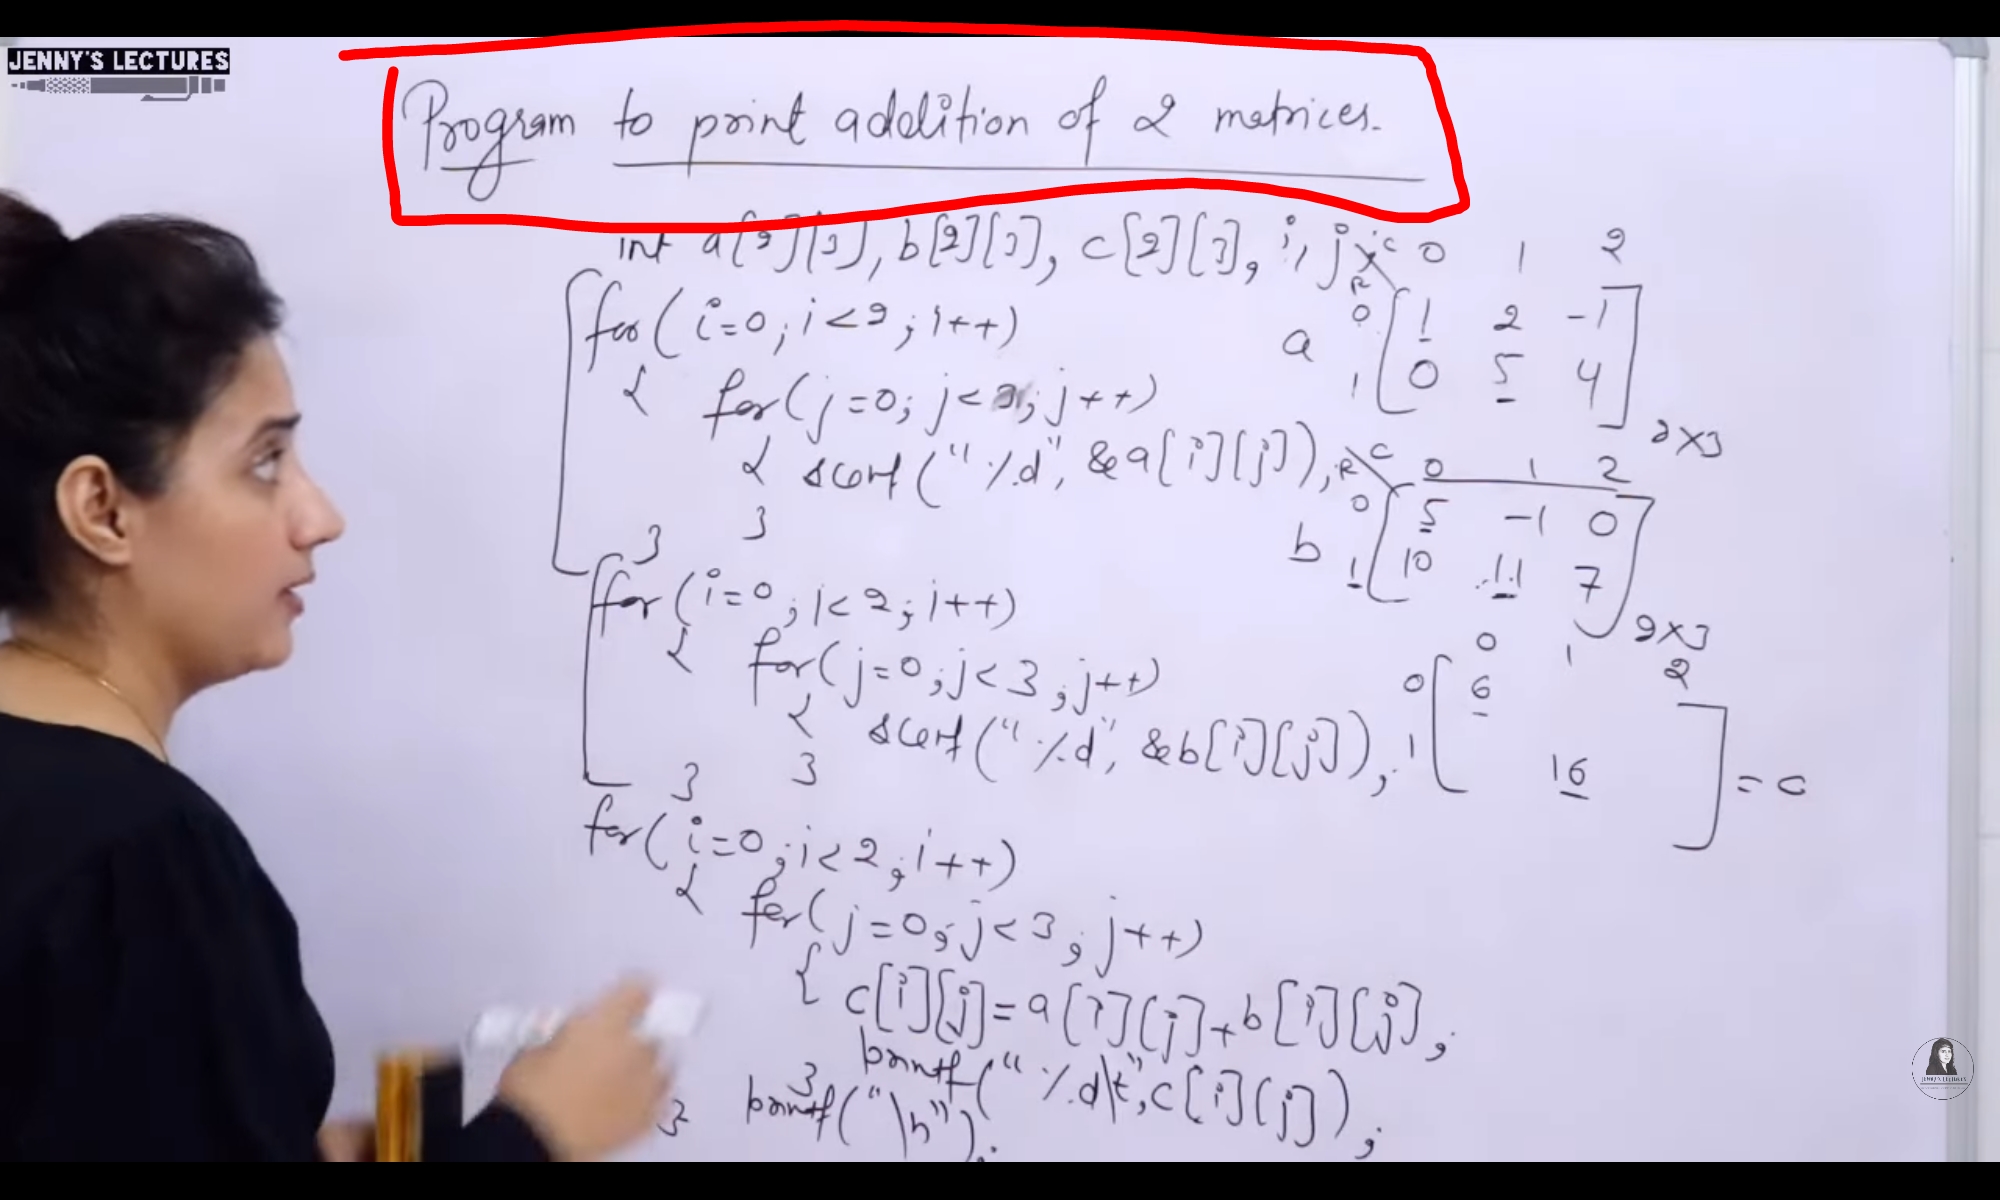 JENNY'S LECTURES
Program to print addition of 2 matrices.
int a[2][3], b[2][3], c[2][3], i, j;
for( i=0; i<2; i++)
{ for( j=0; j< 3; j++)
{ scanf("%d", &a[i][j]);
}
}
for( i=0; i<2; i++)
{ for( j=0; j<3; j++)
{ scanf("%d", &b[i][j]);
}
}
for( i=0; i<2; i++)
{ for( j=0; j<3; j++)
{ c[i][j]=a[i][j]+b[i][j];
printf("%d\t", c[i][j]);
}
printf("\n");
}
C 0 1 2
R
0 1 2 -1
a
1 0 5 4
2×3
C 0 1 2
R
0 5 -1 0
b
1 10 11 7
2×3
0 1 2
0 6
1 16
= c